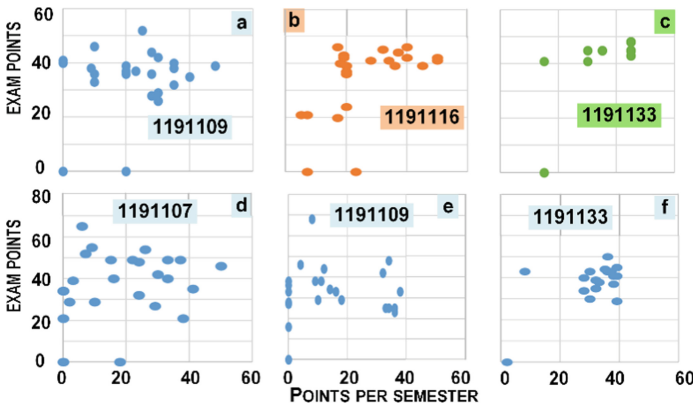 60
40
20
0
EXAM POINTS
a
1191109
b
1191116
c
1191133
80
60
40
20
0
EXAM POINTS
d
1191107
e
1191109
f
1191133
0 20 40 60
0 20 40 60
0 20 40 60
POINTS PER SEMESTER